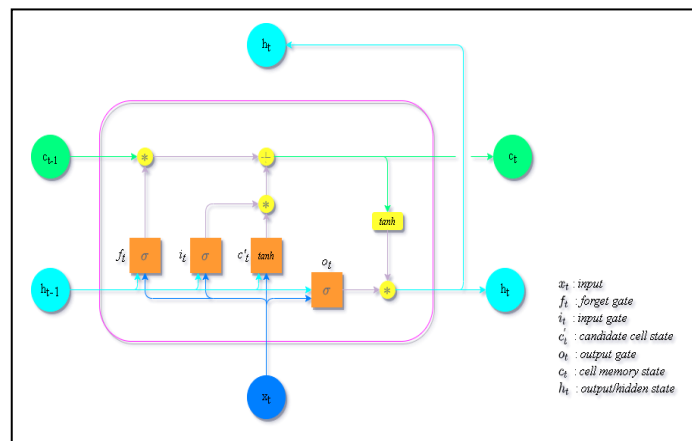 hₜ
cₜ₋₁
*
+
cₜ
*
tanh
fₜ σ iₜ σ c'ₜ tanh
oₜ
σ
hₜ₋₁
*
hₜ
xₜ
xₜ : input
fₜ : forget gate
iₜ : input gate
c'ₜ : candidate cell state
oₜ : output gate
cₜ : cell memory state
hₜ : output/hidden state